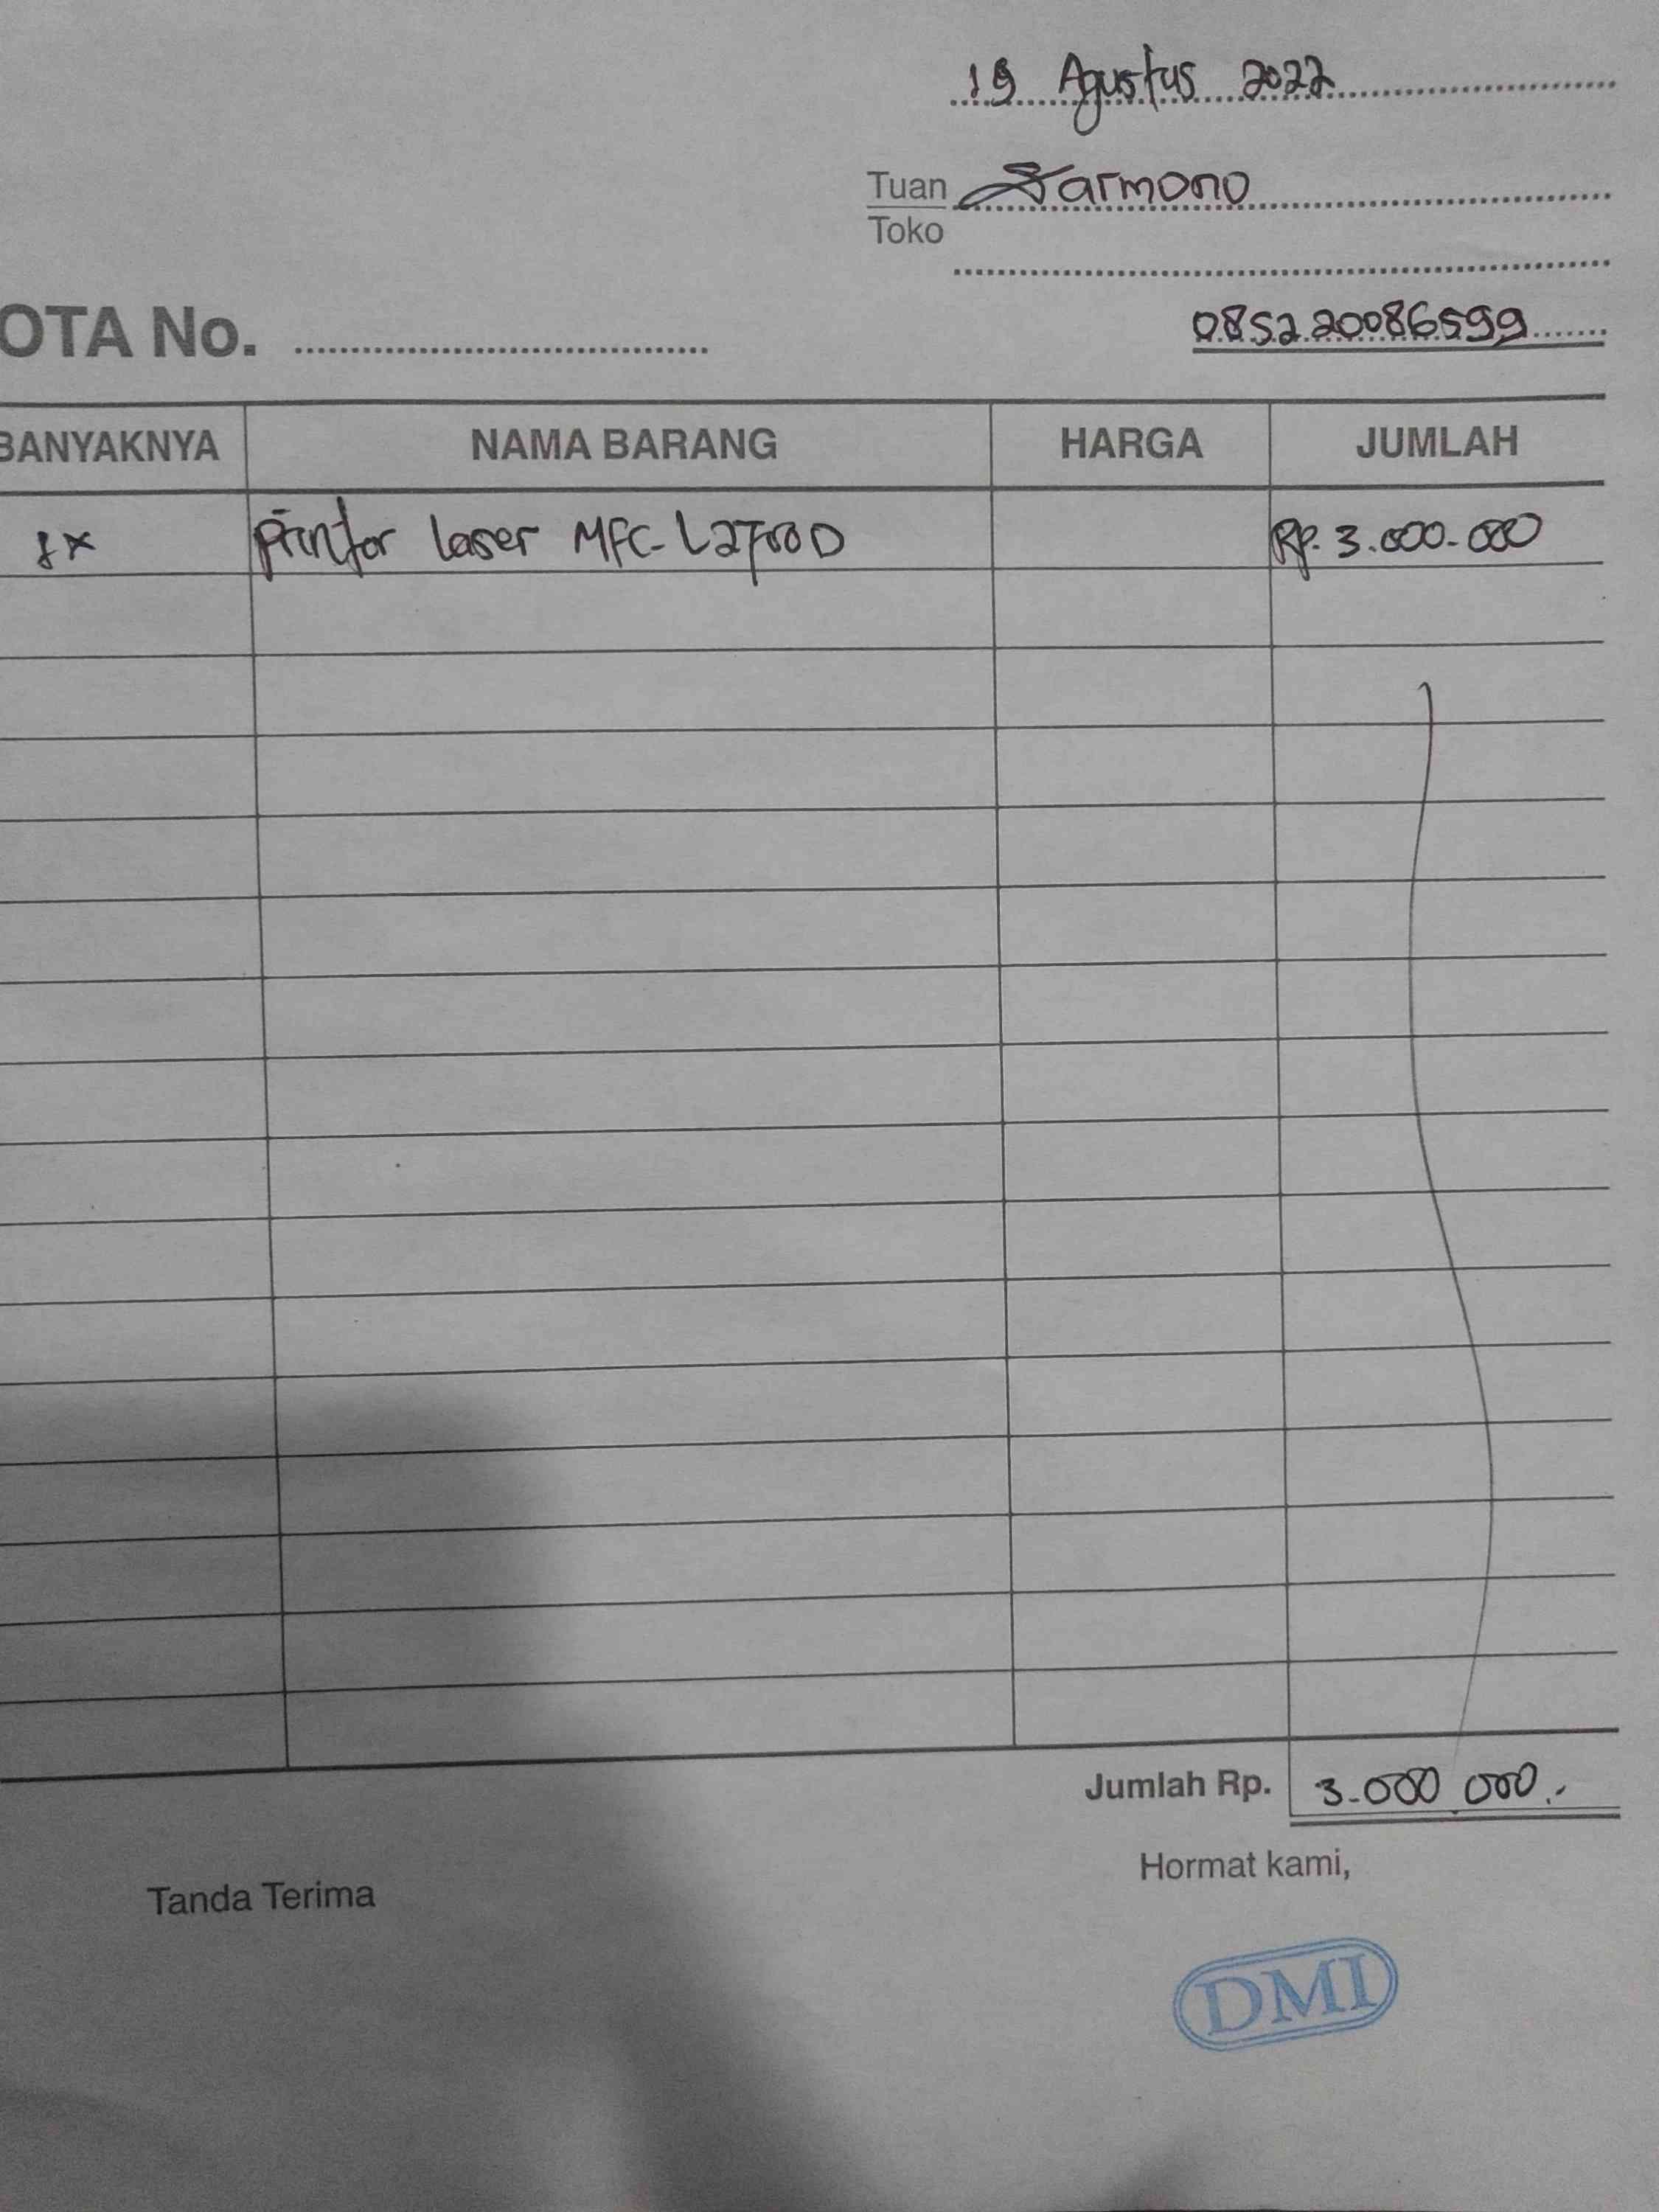 19 Agustus 2022
Tuan Sarmono
Toko
OTA No.
085220086599
BANYAKNYA NAMA BARANG HARGA JUMLAH
1x Printer laser MFC-L2700D Rp. 3.000.000
Jumlah Rp. 3.000.000.-
Tanda Terima
Hormat kami,
DMI